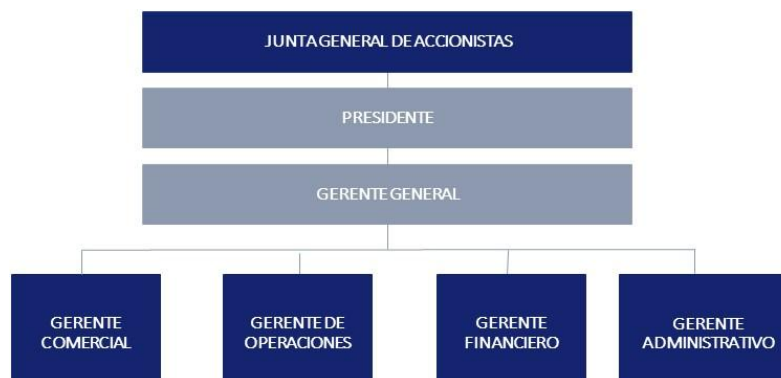 JUNTA GENERAL DE ACCIONISTAS
PRESIDENTE
GERENTE GENERAL
GERENTE
COMERCIAL
GERENTE DE
OPERACIONES
GERENTE
FINANCIERO
GERENTE
ADMINISTRATIVO